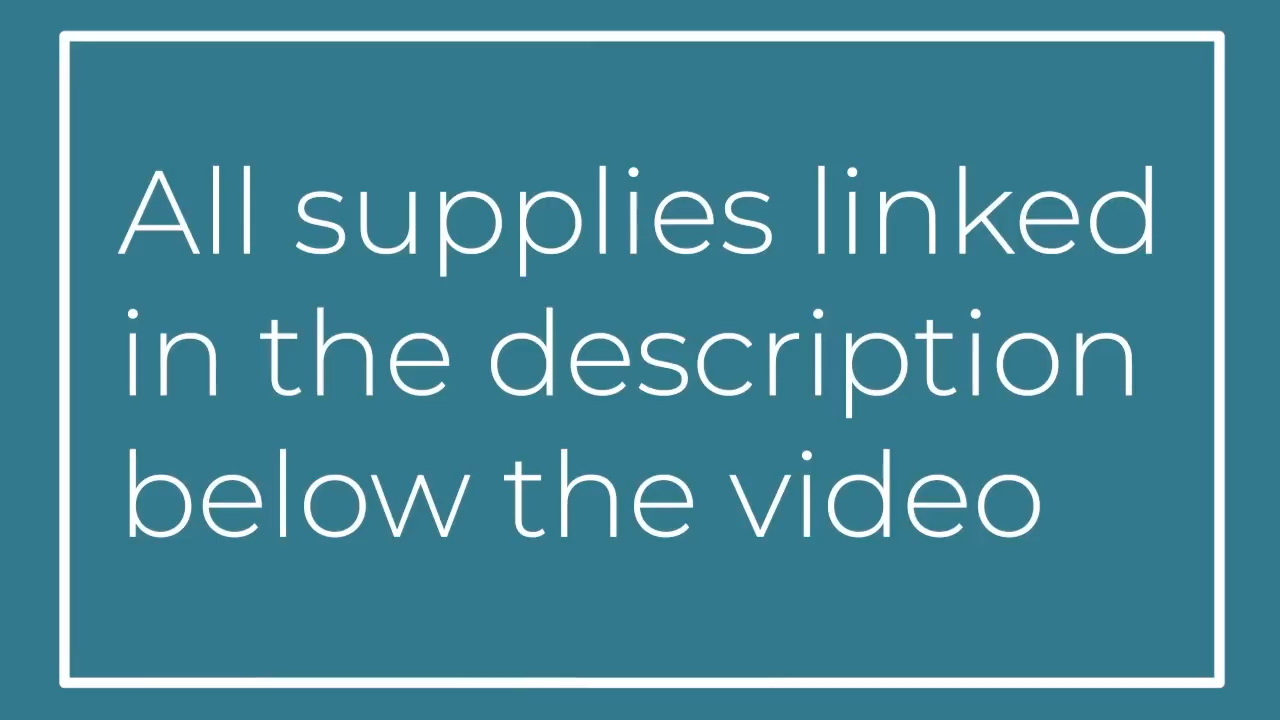 All supplies linked
in the description
below the video